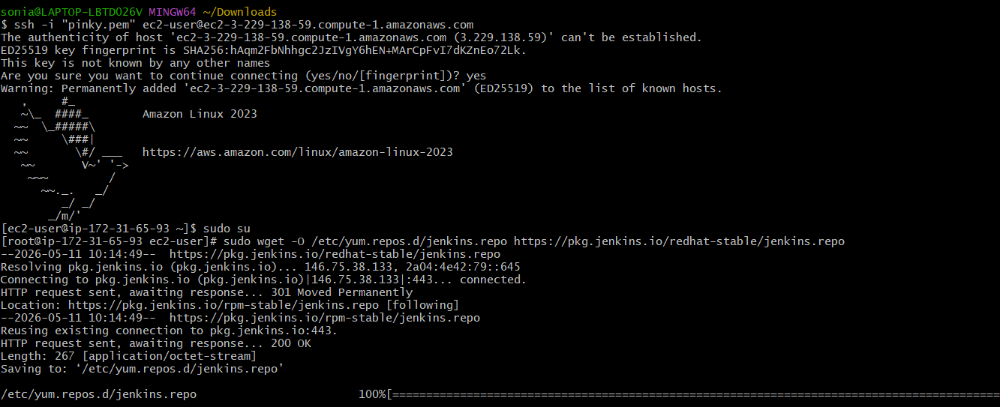 sonia@LAPTOP-LBTDO26V MINGW64 ~/Downloads
$ ssh -i "pinky.pem" ec2-user@ec2-3-229-138-59.compute-1.amazonaws.com
The authenticity of host 'ec2-3-229-138-59.compute-1.amazonaws.com (3.229.138.59)' can't be established.
ED25519 key fingerprint is SHA256:hAqm2FbNhhgc2JzIVgY6hEN+MArCpFvI7dKZnEo72Lk.
This key is not known by any other names
Are you sure you want to continue connecting (yes/no/[fingerprint])? yes
Warning: Permanently added 'ec2-3-229-138-59.compute-1.amazonaws.com' (ED25519) to the list of known hosts.
   ,     #_
   ~\_  ####_        Amazon Linux 2023
  ~~  \_#####\
  ~~     \###|
  ~~       \#/ ___   https://aws.amazon.com/linux/amazon-linux-2023
   ~~       V~' '->
    ~~~         /
      ~~._.   _/
         _/ _/
       _/m/'
[ec2-user@ip-172-31-65-93 ~]$ sudo su
[root@ip-172-31-65-93 ec2-user]# sudo wget -O /etc/yum.repos.d/jenkins.repo https://pkg.jenkins.io/redhat-stable/jenkins.repo
--2026-05-11 10:14:49--  https://pkg.jenkins.io/redhat-stable/jenkins.repo
Resolving pkg.jenkins.io (pkg.jenkins.io)... 146.75.38.133, 2a04:4e42:79::645
Connecting to pkg.jenkins.io (pkg.jenkins.io)|146.75.38.133|:443... connected.
HTTP request sent, awaiting response... 301 Moved Permanently
Location: https://pkg.jenkins.io/rpm-stable/jenkins.repo [following]
--2026-05-11 10:14:49--  https://pkg.jenkins.io/rpm-stable/jenkins.repo
Reusing existing connection to pkg.jenkins.io:443.
HTTP request sent, awaiting response... 200 OK
Length: 267 [application/octet-stream]
Saving to: ‘/etc/yum.repos.d/jenkins.repo’
/etc/yum.repos.d/jenkins.repo                        100%[==========================================================================================